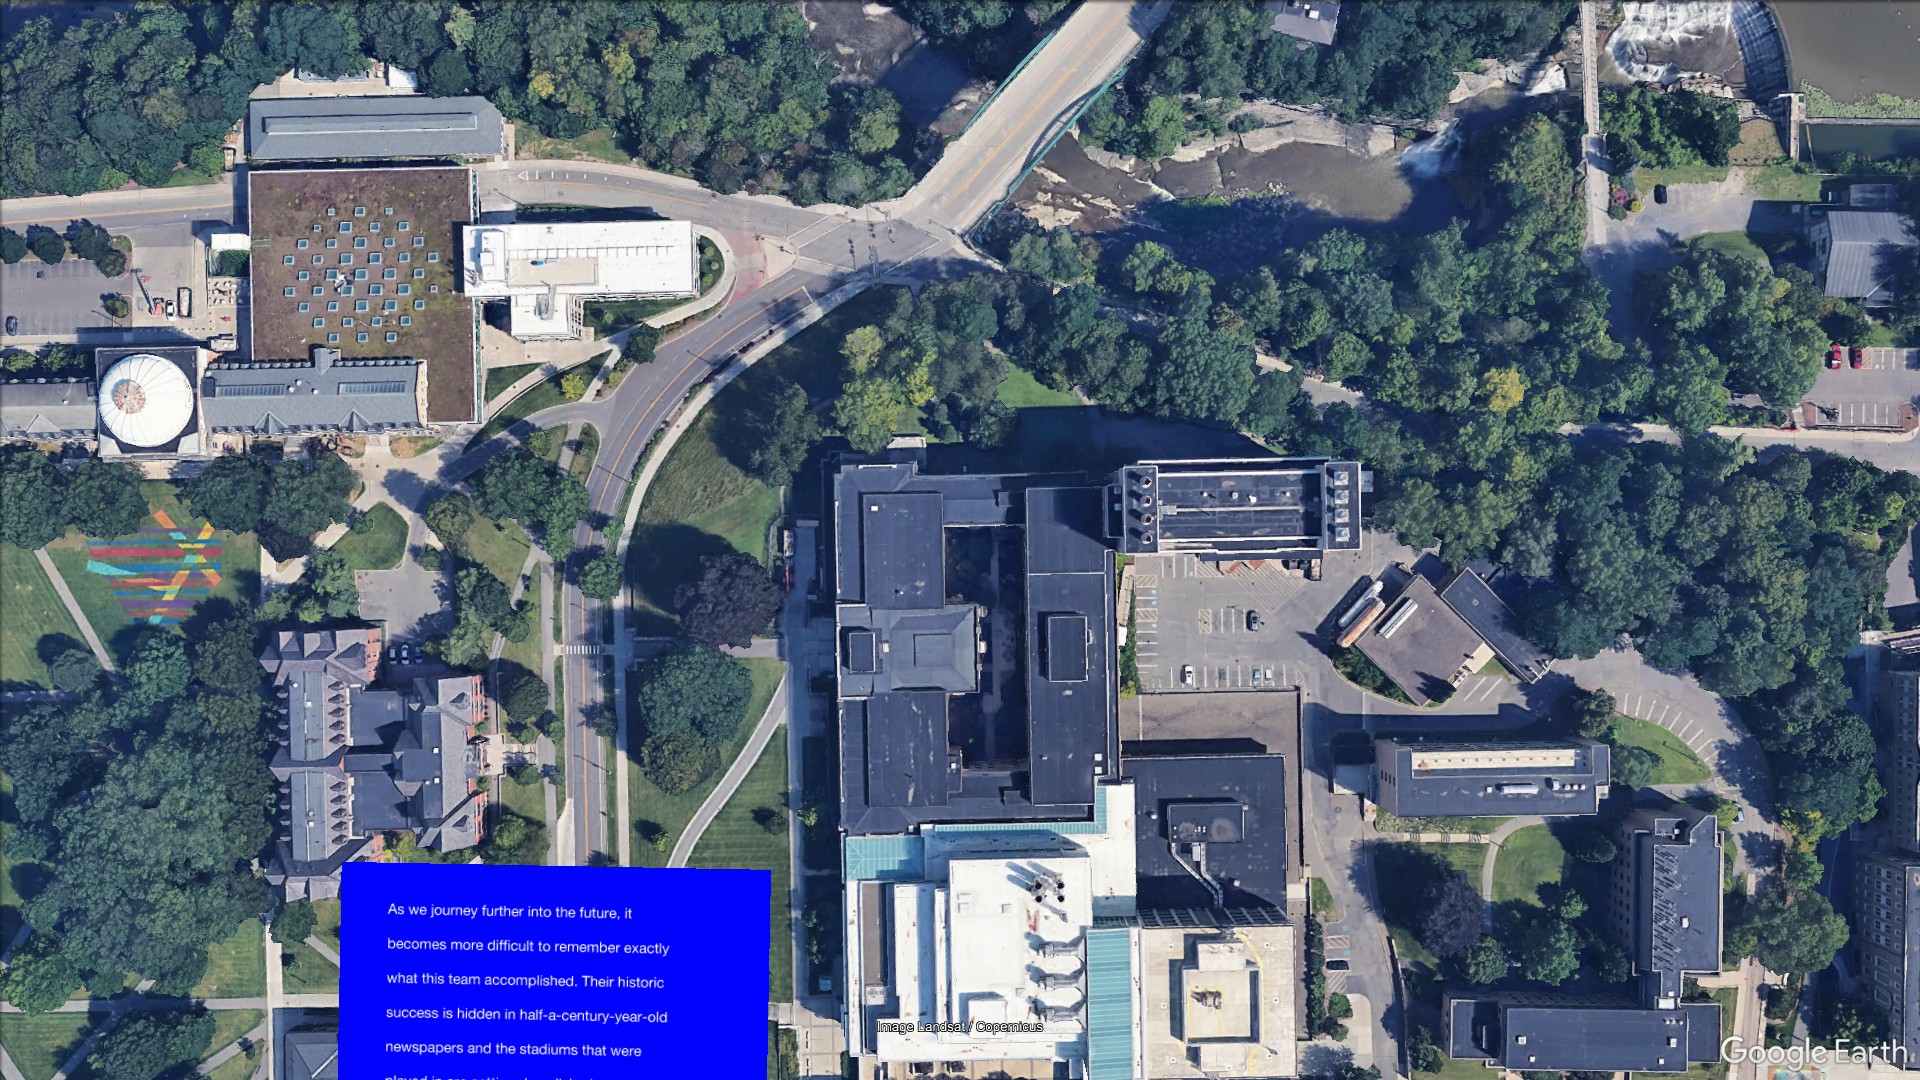 As we journey further into the future, it
becomes more difficult to remember exactly
what this team accomplished. Their historic
success is hidden in half-a-century-year-old
newspapers and the stadiums that were
Image Landsat / Copernicus
Google Earth